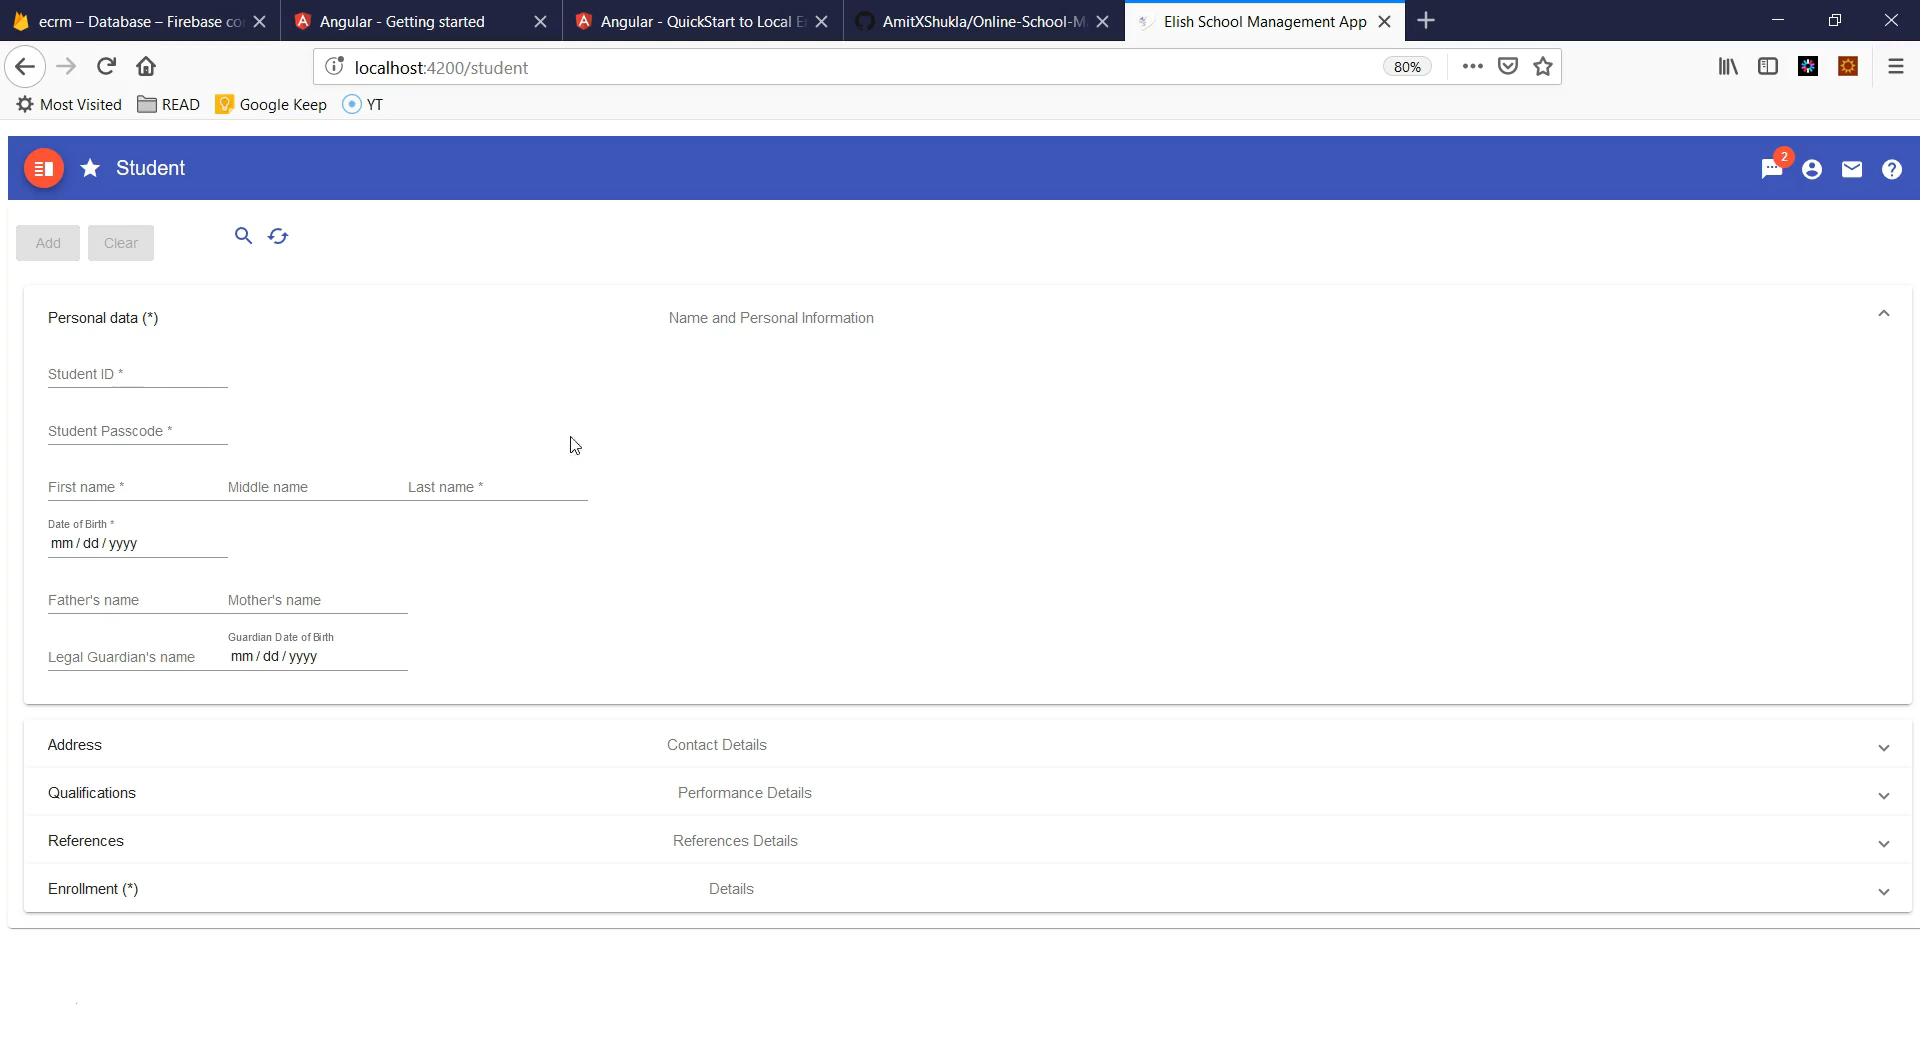 ecrm – Database – Firebase co
Angular - Getting started
Angular - QuickStart to Local E
AmitXShukla/Online-School-M
Elish School Management App
localhost:4200/student
80%
Most Visited
READ
Google Keep
YT
Student
2
Add
Clear
Personal data (*)
Name and Personal Information
Student ID *
Student Passcode *
First name *
Middle name
Last name *
Date of Birth *
mm / dd / yyyy
Father's name
Mother's name
Guardian Date of Birth
Legal Guardian's name
mm / dd / yyyy
Address
Contact Details
Qualifications
Performance Details
References
References Details
Enrollment (*)
Details